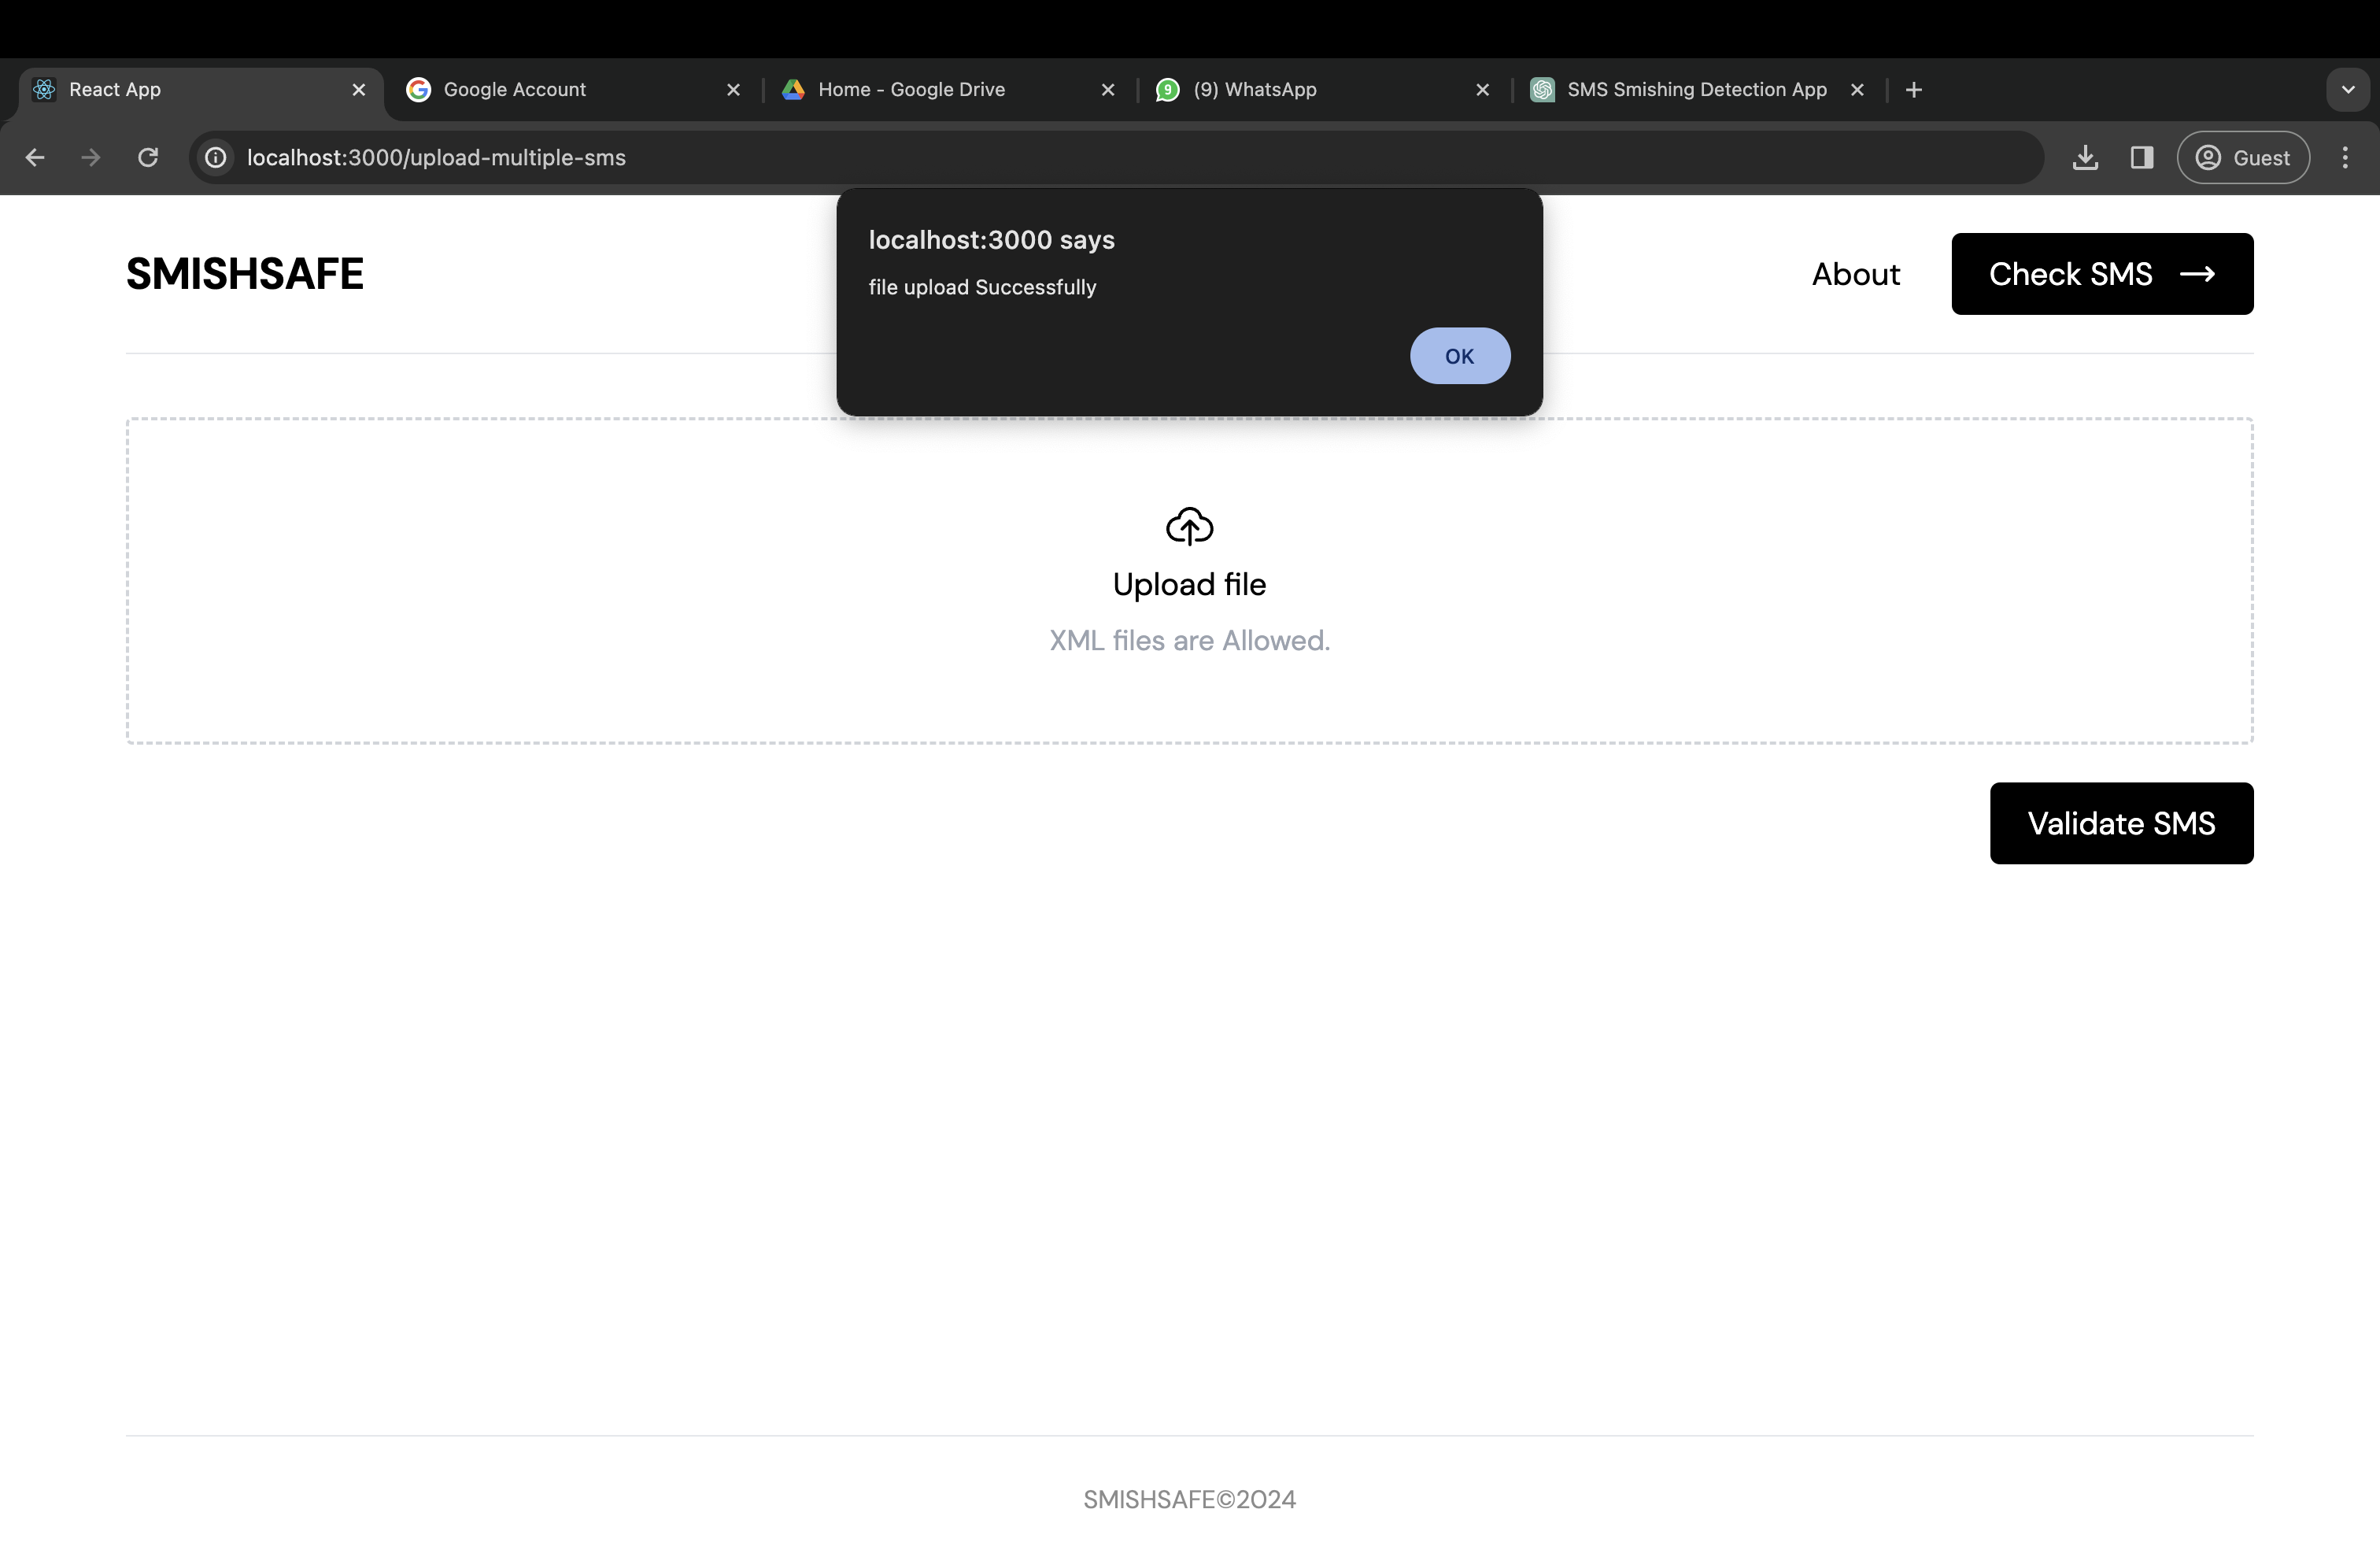 React App
Google Account
Home - Google Drive
9
(9) WhatsApp
SMS Smishing Detection App
localhost:3000/upload-multiple-sms
Guest
localhost:3000 says
file upload Successfully
OK
SMISHSAFE
About
Check SMS
Upload file
XML files are Allowed.
Validate SMS
SMISHSAFE©2024